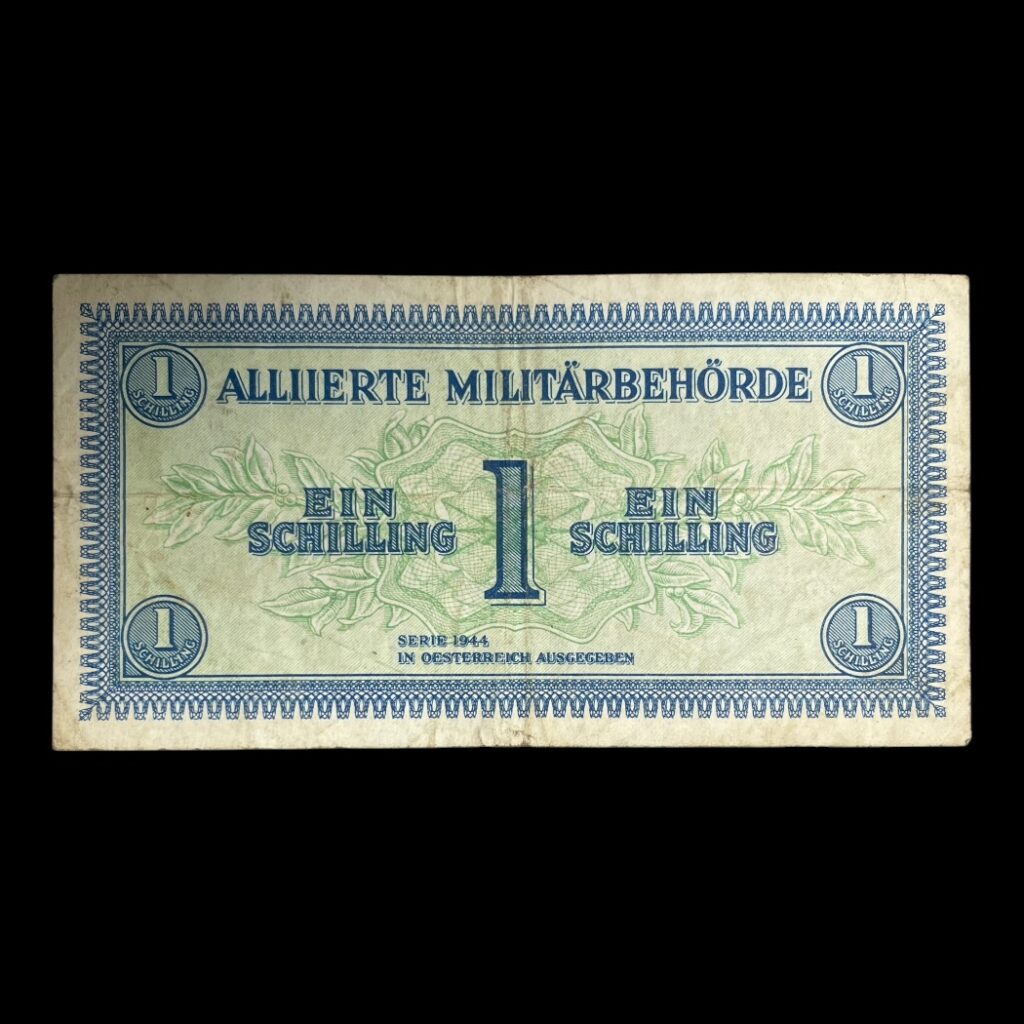 1
SCHILLING
ALLIIERTE MILITÄRBEHÖRDE
1
SCHILLING
EIN
SCHILLING
1
EIN
SCHILLING
1
SCHILLING
SERIE 1944
IN OESTERREICH AUSGEGEBEN
1
SCHILLING